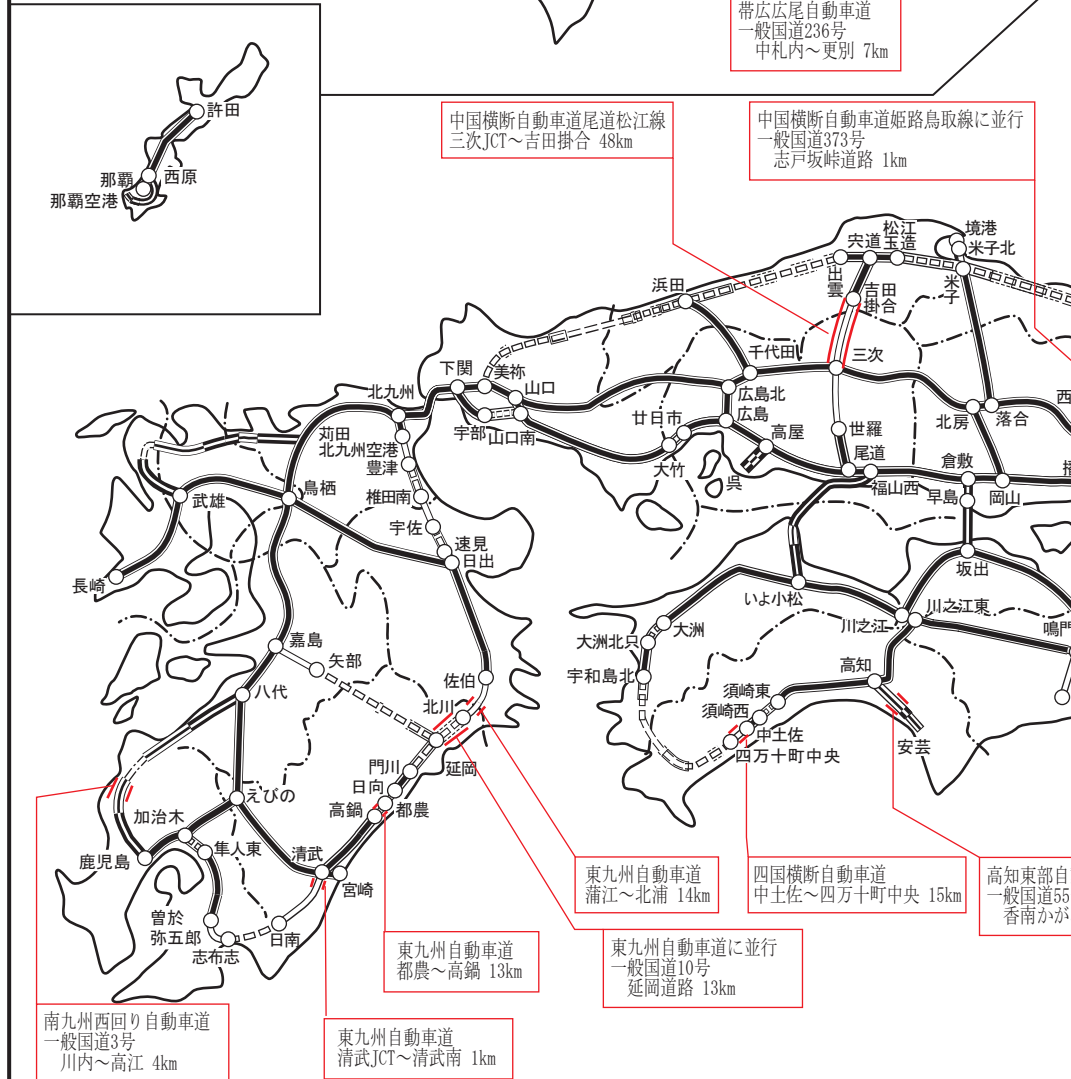 帯広広尾自動車道
一般国道236号
中札内～更別 7km
中国横断自動車道尾道松江線
三次JCT～吉田掛合 48km
中国横断自動車道姫路鳥取線に並行
一般国道373号
志戸坂峠道路 1km
許田
那覇
西原
那覇空港
松江
玉造
宍道
境港
米子北
出雲
米子
吉田
掛合
浜田
千代田
三次
下関
美祢
山口
北九州
広島北
広島
廿日市
宇部
山口南
苅田
北九州空港
豊津
高屋
世羅
北房
落合
西
大竹
呉
尾道
福山西
倉敷
早島
岡山
播
武雄
鳥栖
椎田南
宇佐
速見
日出
長崎
坂出
いよ小松
川之江
川之江東
鳴門
大洲
大洲北只
宇和島北
嘉島
矢部
八代
佐伯
北川
高知
須崎東
須崎西
中土佐
四万十町中央
安芸
延岡
門川
日向
都農
高鍋
えびの
加治木
隼人東
鹿児島
清武
宮崎
曽於
弥五郎
志布志
日南
東九州自動車道
蒲江～北浦 14km
四国横断自動車道
中土佐～四万十町中央 15km
高知東部自
一般国道55
香南かが
東九州自動車道
都農～高鍋 13km
東九州自動車道に並行
一般国道10号
延岡道路 13km
南九州西回り自動車道
一般国道3号
川内～高江 4km
東九州自動車道
清武JCT～清武南 1km